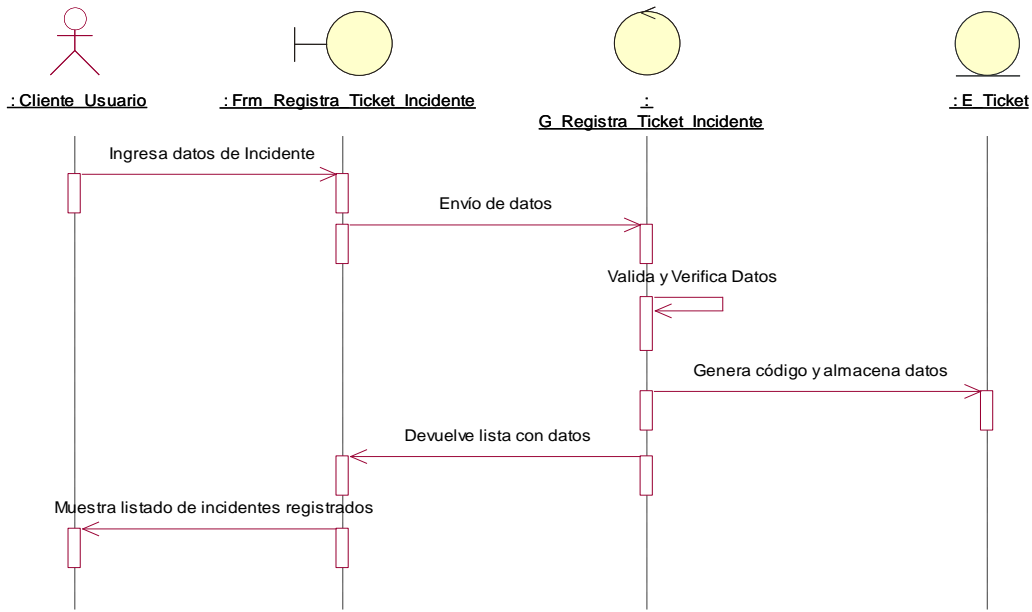 : Cliente_Usuario
: Frm_Registra_Ticket_Incidente
:
G_Registra_Ticket_Incidente
: E_Ticket
Ingresa datos de Incidente
Envío de datos
Valida y Verifica Datos
Genera código y almacena datos
Devuelve lista con datos
Muestra listado de incidentes registrados